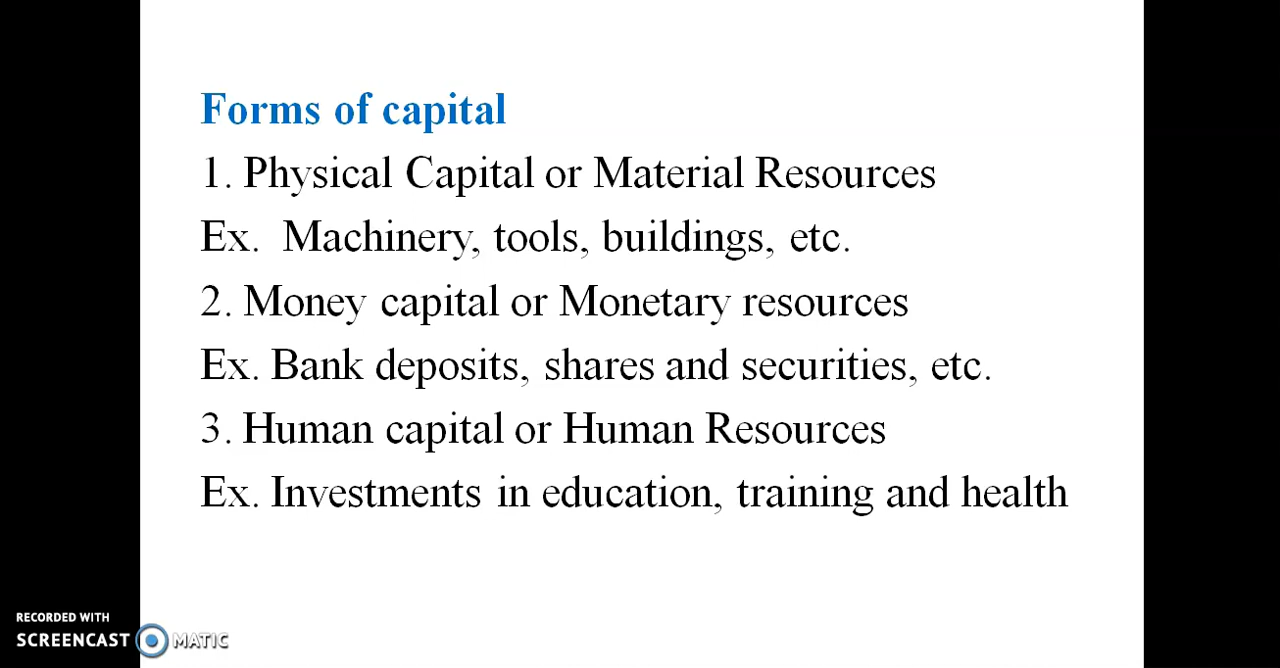 Forms of capital
1. Physical Capital or Material Resources
Ex.  Machinery, tools, buildings, etc.
2. Money capital or Monetary resources
Ex. Bank deposits, shares and securities, etc.
3. Human capital or Human Resources
Ex. Investments in education, training and health
RECORDED WITH
SCREENCAST MATIC